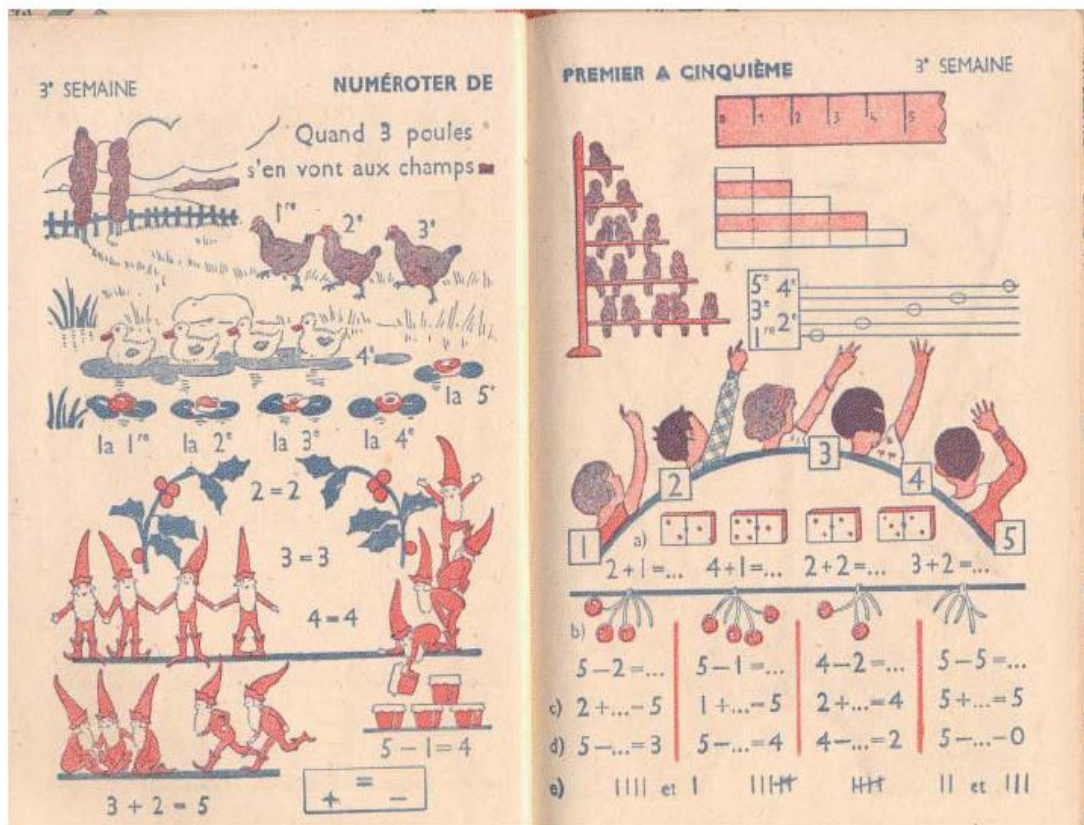 3ᵉ SEMAINE
NUMÉROTER DE
Quand 3 poules
s'en vont aux champs
1ʳᵉ 2ᵉ 3ᵉ
4ᵉ
la 5ᵉ
la 1ʳᵉ la 2ᵉ la 3ᵉ la 4ᵉ
2 = 2
3 = 3
4 = 4
5 − 1 = 4
3 + 2 = 5
+ = −
PREMIER A CINQUIÈME
3ᵉ SEMAINE
0 1 2 3 4 5
5ᵉ 4ᵉ
3ᵉ
1ʳᵉ 2ᵉ
1 2 3 4 5
a)
2+1=... 4+1=... 2+2=... 3+2=...
b)
5−2=... 5−1=... 4−2=... 5−5=...
c) 2+...=5 1+...=5 2+...=4 5+...=5
d) 5−...=3 5−...=4 4−...=2 5−...=0
e) IIII et I IIIII IIIII II et III